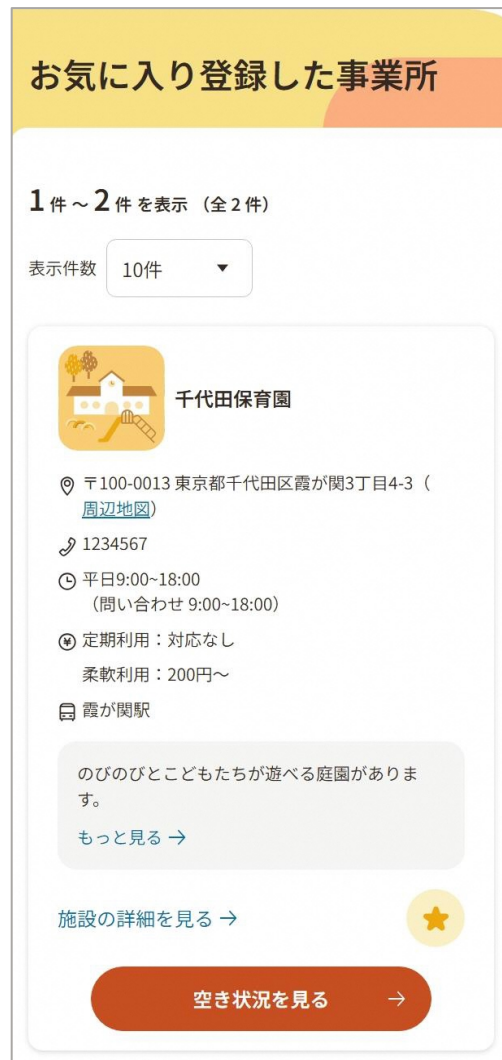 お気に入り登録した事業所
1 件 ~ 2 件 を表示 （全 2 件）
表示件数 10件
千代田保育園
〒100-0013 東京都千代田区霞が関3丁目4-3（
周辺地図）
1234567
平日9:00~18:00
（問い合わせ 9:00~18:00）
定期利用：対応なし
柔軟利用：200円～
霞が関駅
のびのびとこどもたちが遊べる庭園がありま
す。
もっと見る →
施設の詳細を見る →
空き状況を見る →